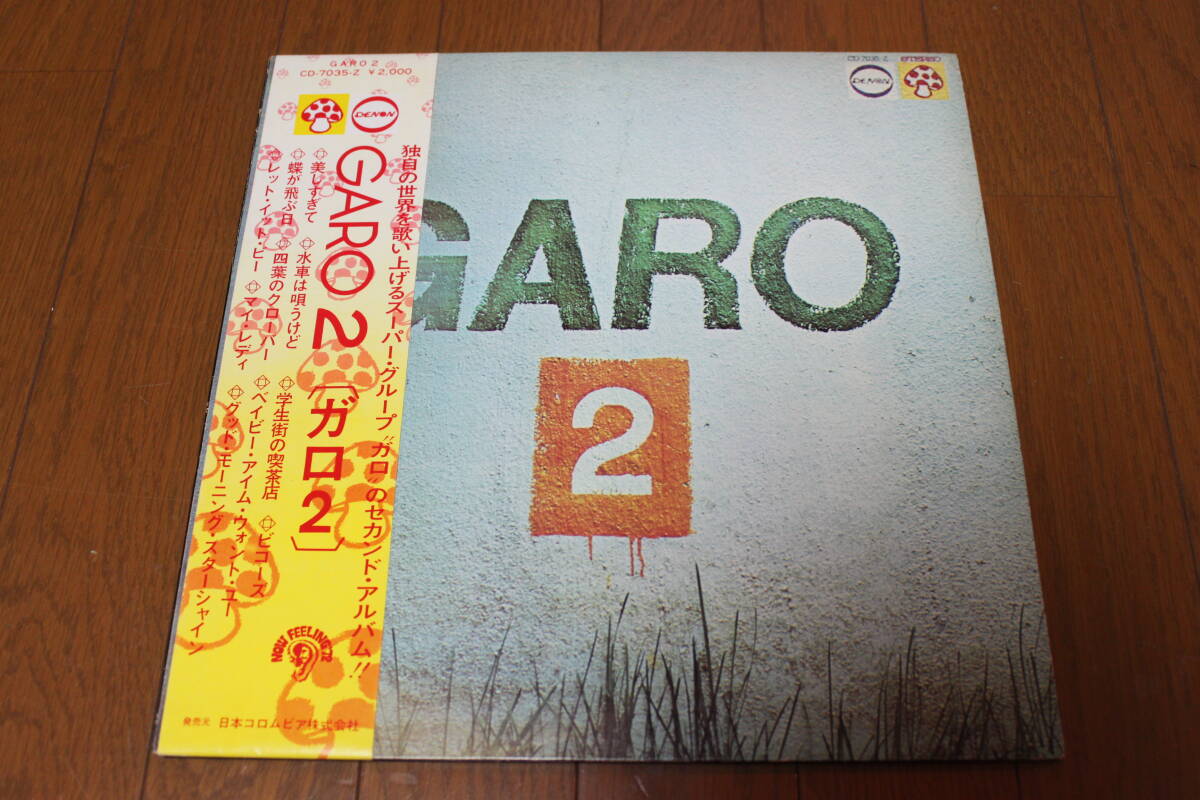 GARO 2
CD-7035-Z ¥2,000
DENON
独自の世界を歌い上げるスーパー・グループ〝ガロ〟のセカンド・アルバム!!
GARO 2〔ガロ2〕
美しすぎて
水車は唄うけど
学生街の喫茶店
ビコーズ
蝶が飛ぶ日
四葉のクローバー
ベイビー・アイム・ウォント・ユー
レット・イット・ビー
マイ・レディ
グッド・モーニング・スターシャイン
NOW FEELING'72
発売元 日本コロムビア株式会社
CD-7035-Z
STEREO
DENON
GARO
2